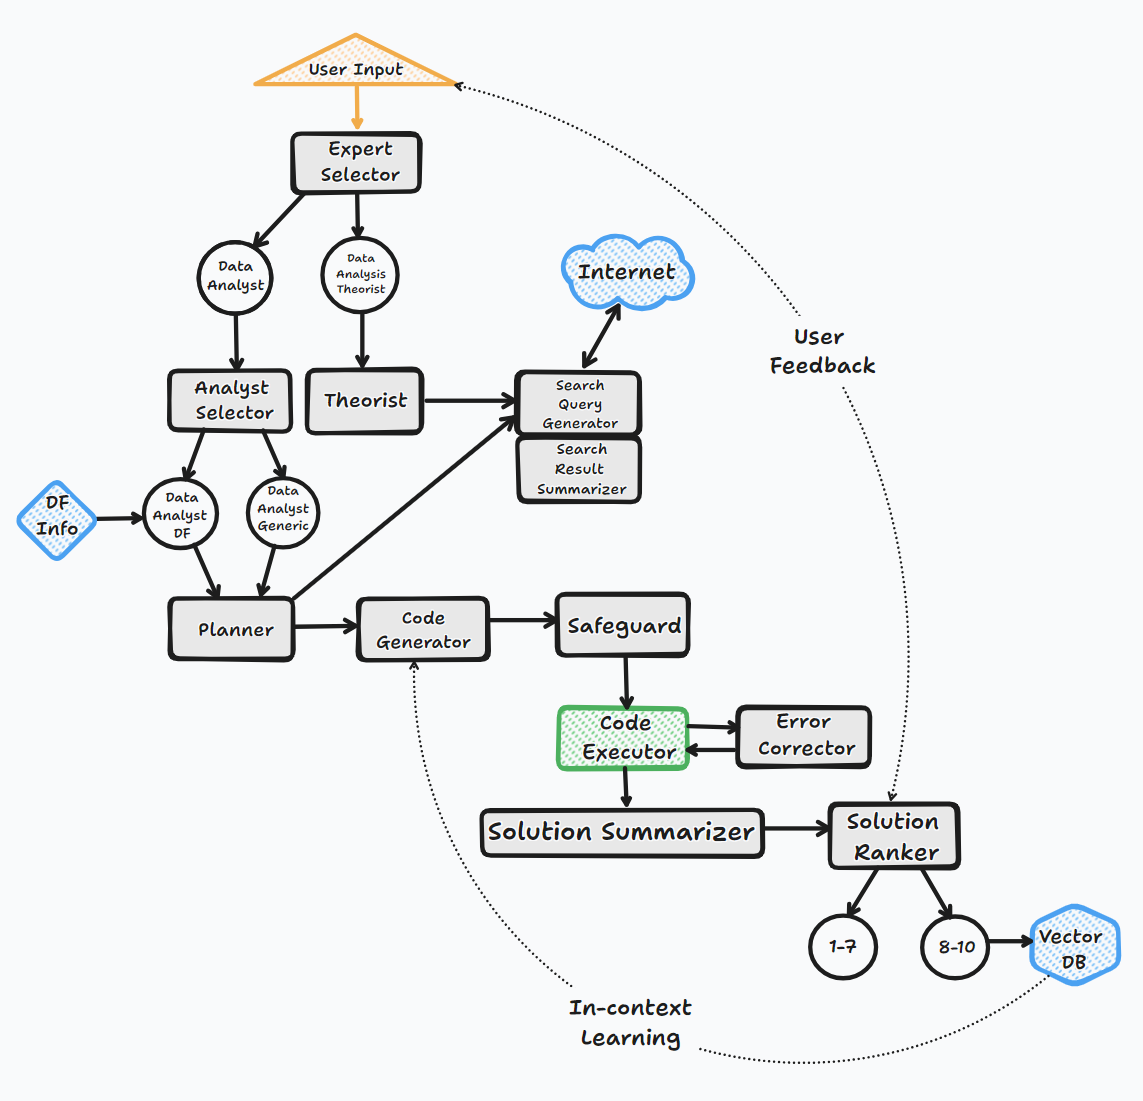 User Input
Expert
Selector
Data
Analyst
Data
Analysis
Theorist
Internet
User
Feedback
Analyst
Selector
Theorist
Search
Query
Generator
Search
Result
Summarizer
DF
Info
Data
Analyst
DF
Data
Analyst
Generic
Planner
Code
Generator
Safeguard
Code
Executor
Error
Corrector
Solution Summarizer
Solution
Ranker
1-7
8-10
Vector
DB
In-context
Learning